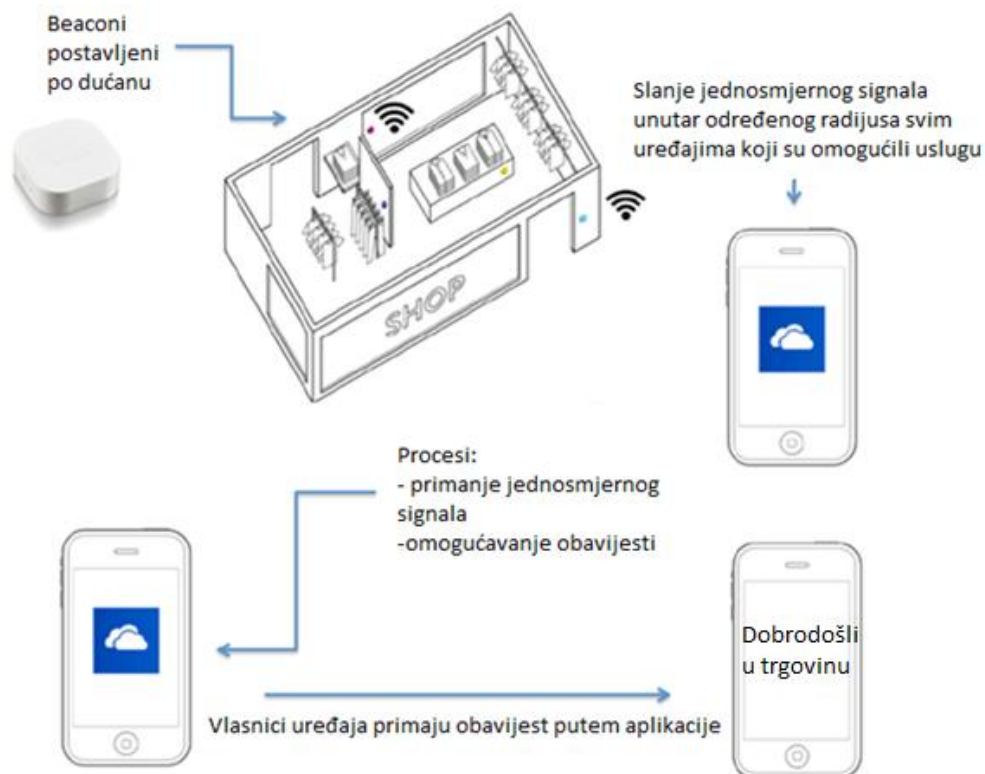 Beaconi
postavljeni
po dućanu
Slanje jednosmjernog signala
unutar određenog radijusa svim
uređajima koji su omogućili uslugu
SHOP
Procesi:
- primanje jednosmjernog
signala
-omogućavanje obavijesti
Dobrodošli
u trgovinu
Vlasnici uređaja primaju obavijest putem aplikacije